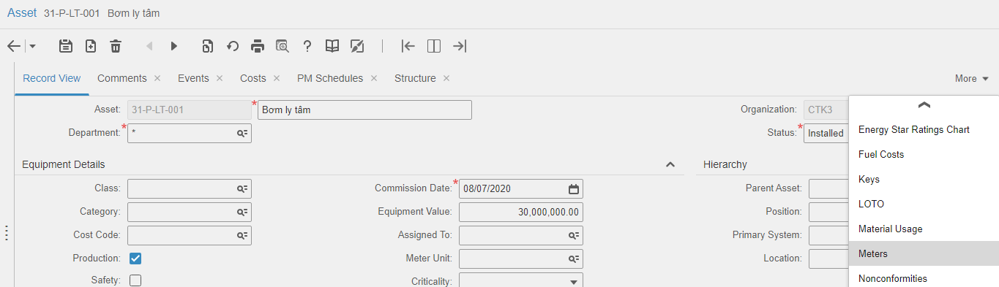 Asset 31-P-LT-001 Bơm ly tâm
Record View Comments Events Costs PM Schedules Structure More
Asset: 31-P-LT-001 * Bơm ly tâm Organization: CTK3
Department: * * Status: * Installed
Equipment Details Hierarchy
Class: Commission Date: * 08/07/2020 Parent Asset:
Category: Equipment Value: 30,000,000.00 Position:
Cost Code: Assigned To: Primary System:
Production: Meter Unit: Location:
Safety: Criticality:
Energy Star Ratings Chart
Fuel Costs
Keys
LOTO
Material Usage
Meters
Nonconformities